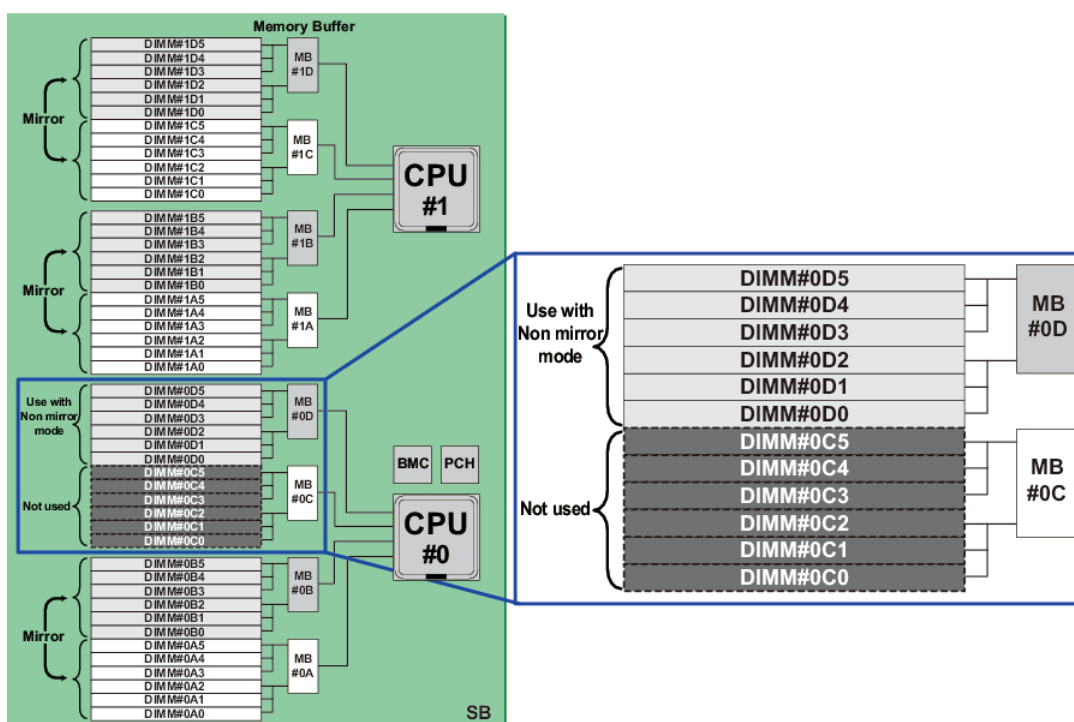 Memory Buffer
DIMM#1D5
DIMM#1D4
DIMM#1D3
DIMM#1D2
DIMM#1D1
DIMM#1D0
MB
#1D
Mirror
DIMM#1C5
DIMM#1C4
DIMM#1C3
DIMM#1C2
DIMM#1C1
DIMM#1C0
MB
#1C
CPU
#1
DIMM#1B5
DIMM#1B4
DIMM#1B3
DIMM#1B2
DIMM#1B1
DIMM#1B0
MB
#1B
Mirror
DIMM#1A5
DIMM#1A4
DIMM#1A3
DIMM#1A2
DIMM#1A1
DIMM#1A0
MB
#1A
Use with
Non mirror
mode
DIMM#0D5
DIMM#0D4
DIMM#0D3
DIMM#0D2
DIMM#0D1
DIMM#0D0
MB
#0D
Not used
DIMM#0C5
DIMM#0C4
DIMM#0C3
DIMM#0C2
DIMM#0C1
DIMM#0C0
MB
#0C
BMC
PCH
CPU
#0
DIMM#0B5
DIMM#0B4
DIMM#0B3
DIMM#0B2
DIMM#0B1
DIMM#0B0
MB
#0B
Mirror
DIMM#0A5
DIMM#0A4
DIMM#0A3
DIMM#0A2
DIMM#0A1
DIMM#0A0
MB
#0A
SB
Use with
Non mirror
mode
DIMM#0D5
DIMM#0D4
DIMM#0D3
DIMM#0D2
DIMM#0D1
DIMM#0D0
MB
#0D
Not used
DIMM#0C5
DIMM#0C4
DIMM#0C3
DIMM#0C2
DIMM#0C1
DIMM#0C0
MB
#0C